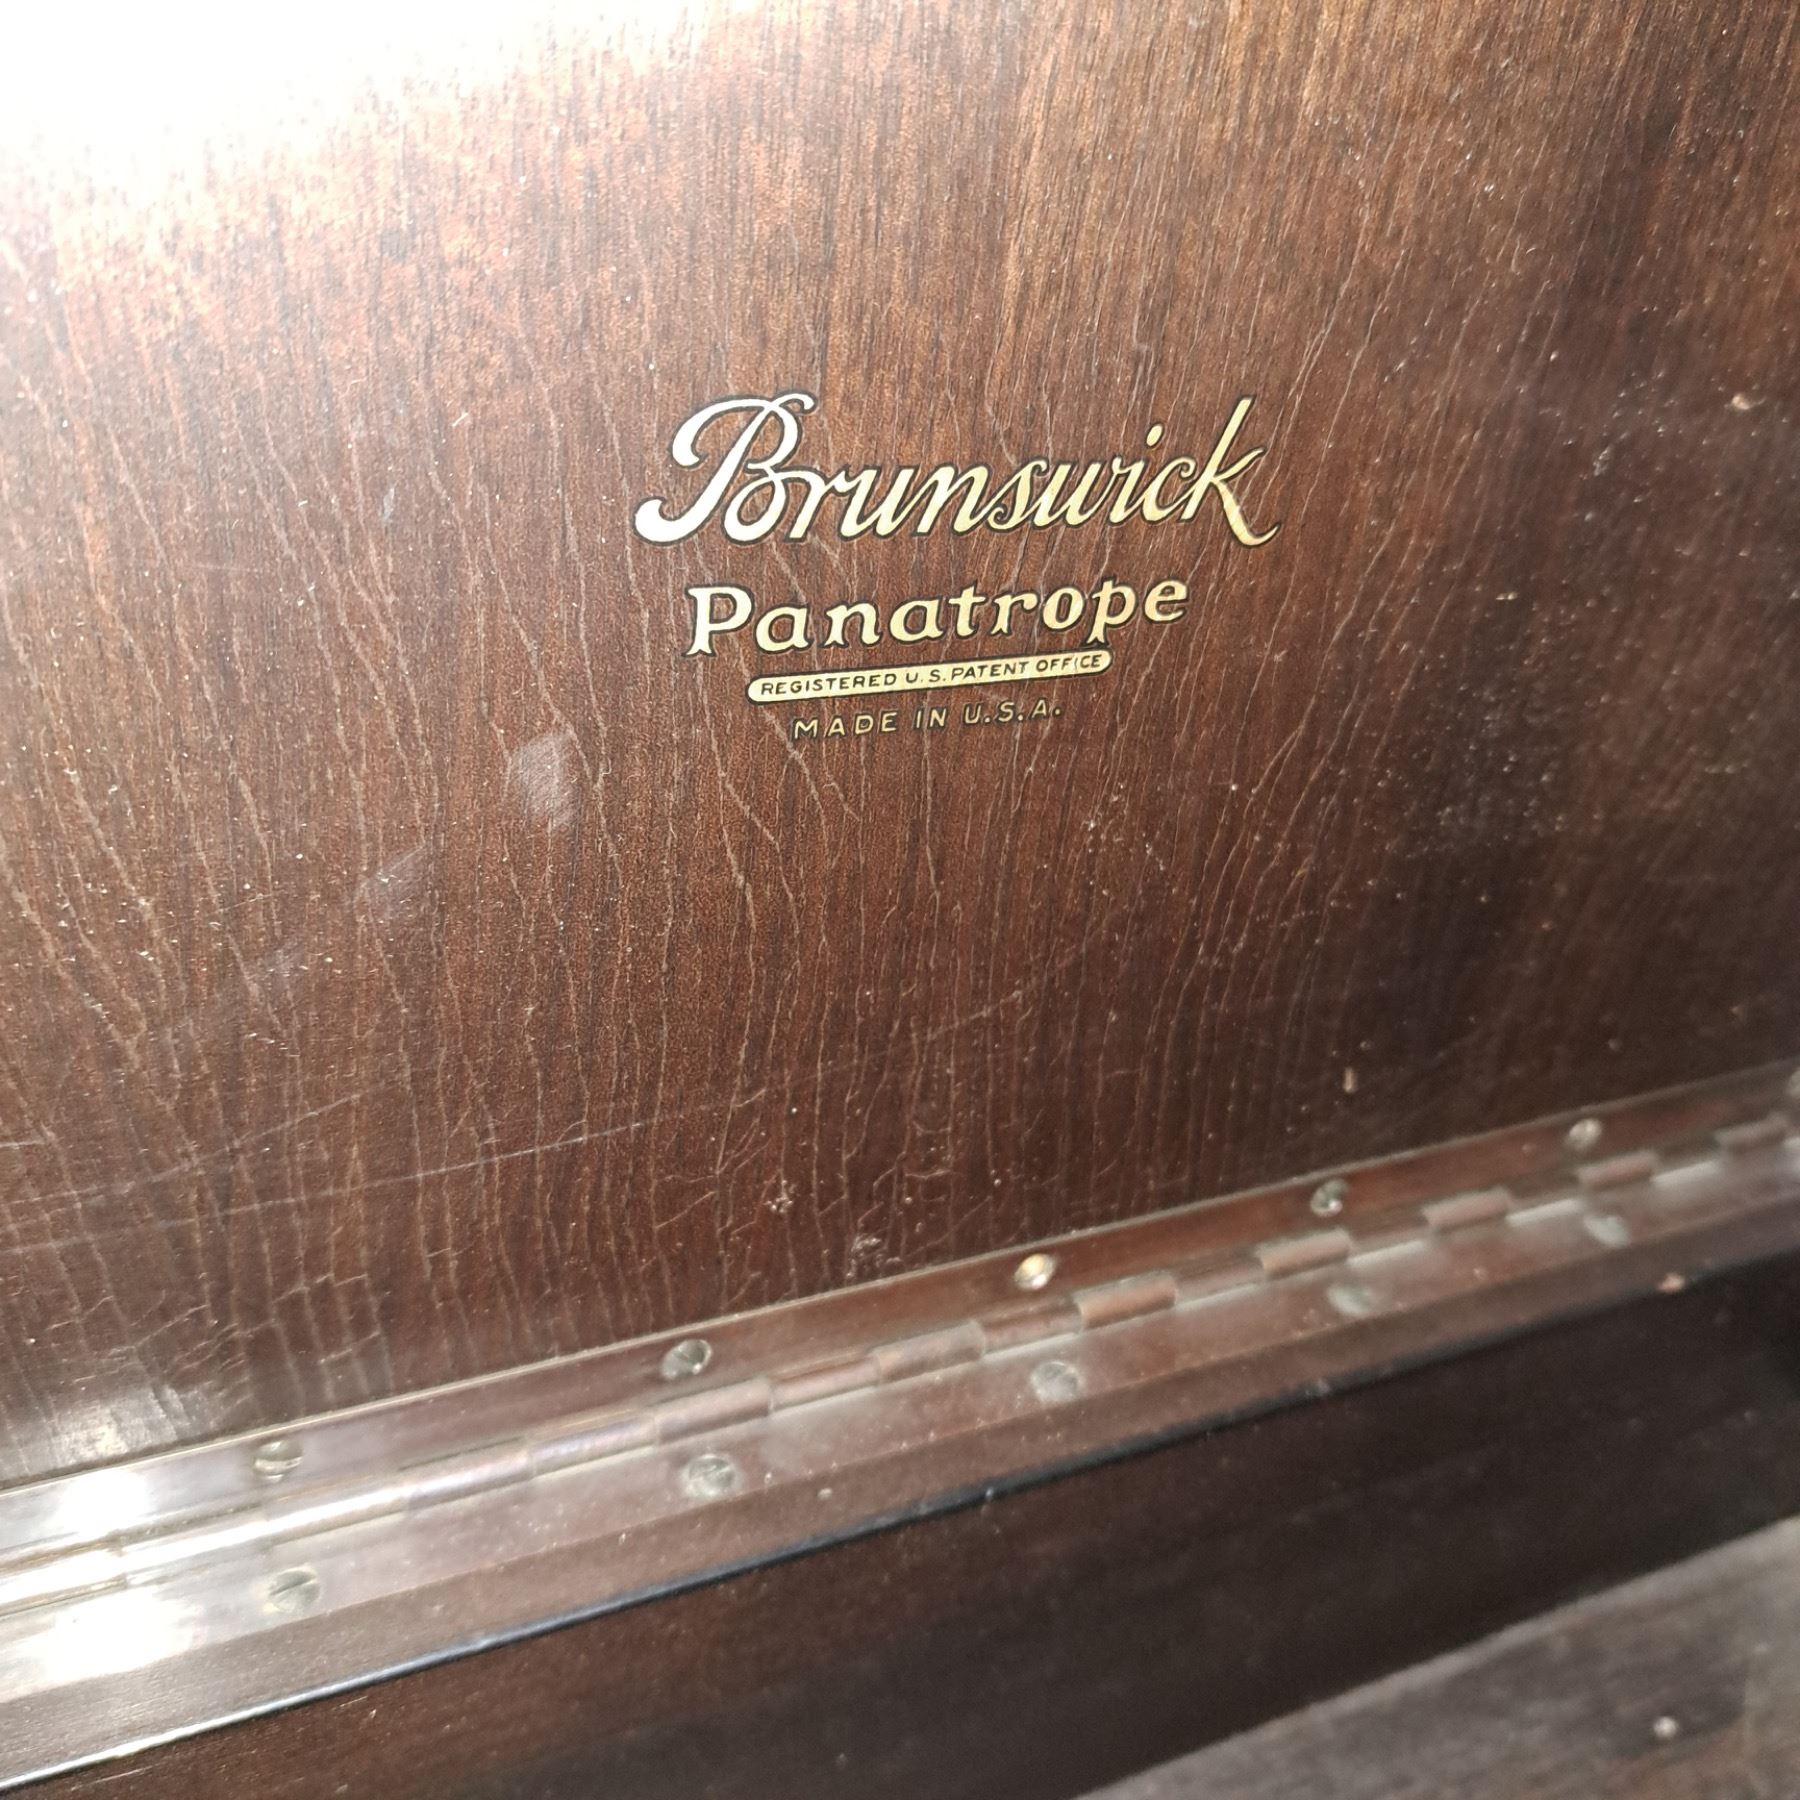 Brunswick
Panatrope
REGISTERED U.S. PATENT OFFICE
MADE IN U.S.A.